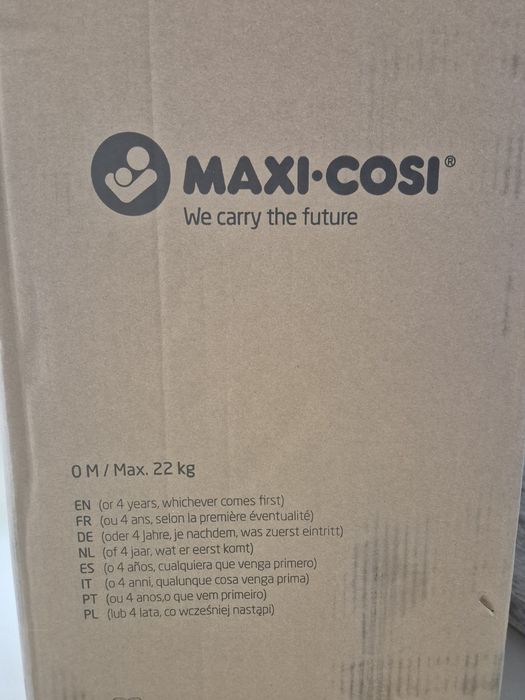 MAXI·COSI®
We carry the future
0 M / Max. 22 kg
EN (or 4 years, whichever comes first)
FR (ou 4 ans, selon la première éventualité)
DE (oder 4 Jahre, je nachdem, was zuerst eintritt)
NL (of 4 jaar, wat er eerst komt)
ES (o 4 años, cualquiera que venga primero)
IT (o 4 anni, qualunque cosa venga prima)
PT (ou 4 anos,o que vem primeiro)
PL (lub 4 lata, co wcześniej nastąpi)